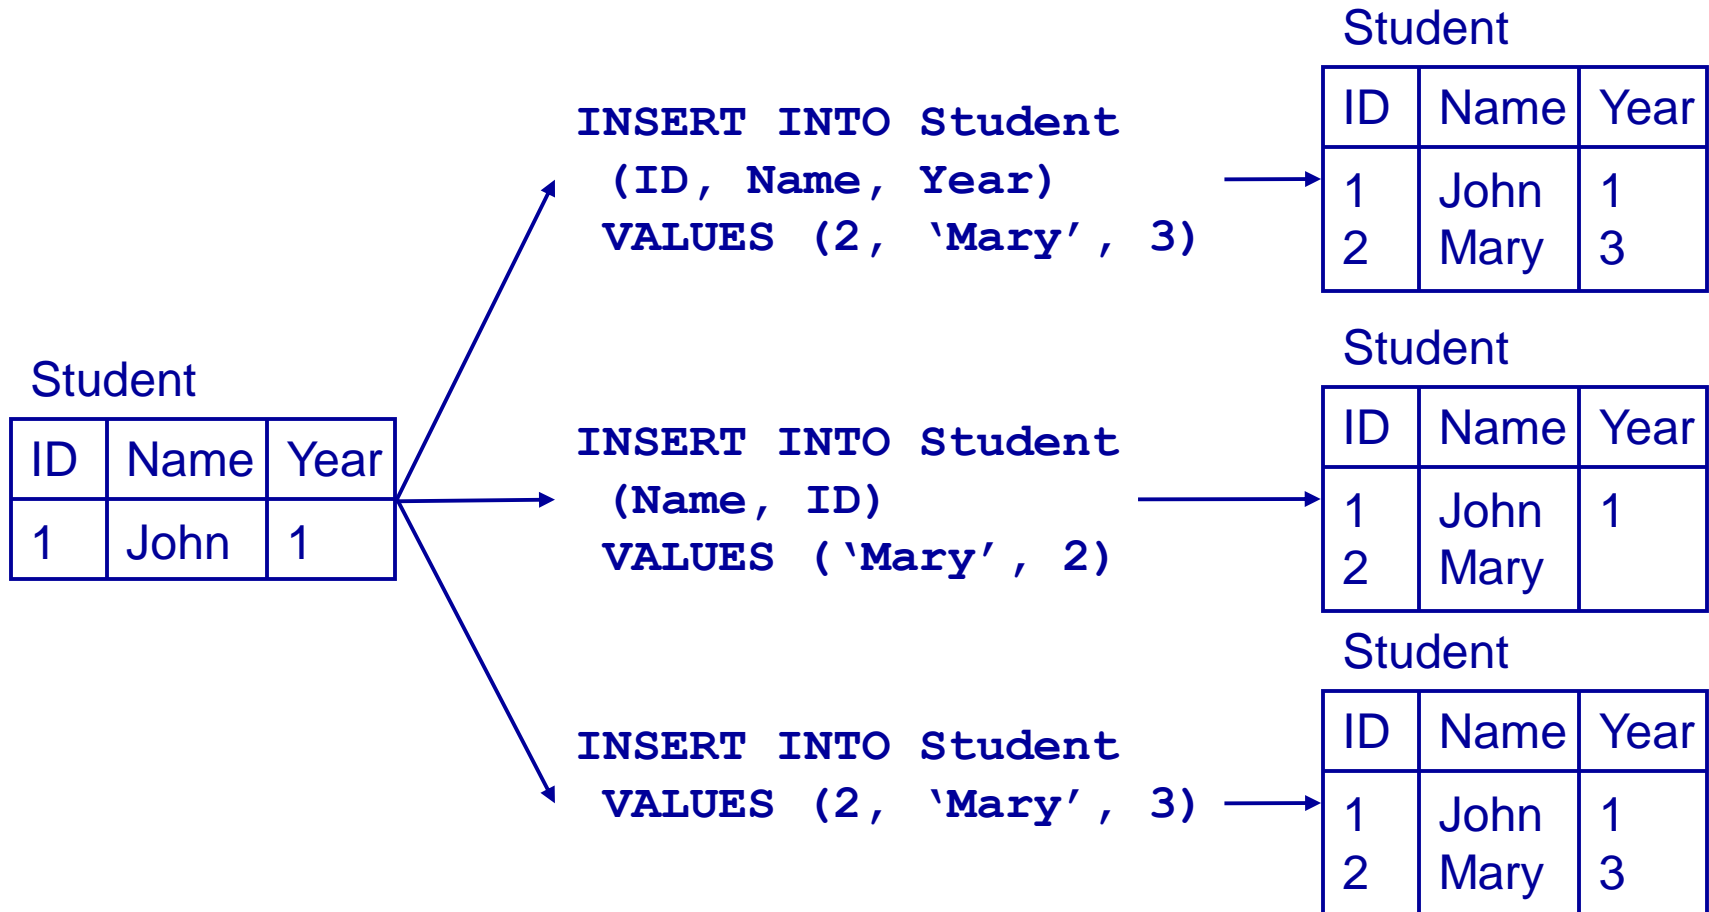 Student
ID Name Year
1 John 1
INSERT INTO Student
(ID, Name, Year)
VALUES (2, ‘Mary’, 3)
Student
ID Name Year
1 John 1
2 Mary 3
INSERT INTO Student
(Name, ID)
VALUES (‘Mary’, 2)
Student
ID Name Year
1 John 1
2 Mary
INSERT INTO Student
VALUES (2, ‘Mary’, 3)
Student
ID Name Year
1 John 1
2 Mary 3